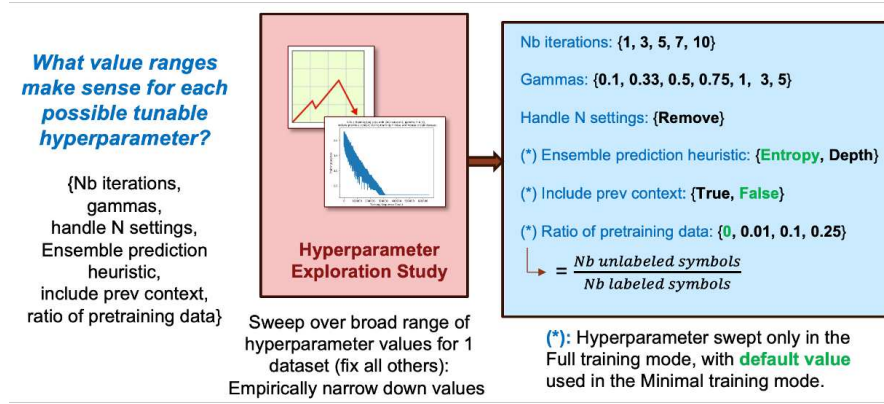 What value ranges
make sense for each
possible tunable
hyperparameter?
{Nb iterations,
gammas,
handle N settings,
Ensemble prediction
heuristic,
include prev context,
ratio of pretraining data}
Hyperparameter
Exploration Study
Sweep over broad range of
hyperparameter values for 1
dataset (fix all others):
Empirically narrow down values
Nb iterations: {1, 3, 5, 7, 10}
Gammas: {0.1, 0.33, 0.5, 0.75, 1, 3, 5}
Handle N settings: {Remove}
(*) Ensemble prediction heuristic: {Entropy, Depth}
(*) Include prev context: {True, False}
(*) Ratio of pretraining data: {0, 0.01, 0.1, 0.25}
= Nb unlabeled symbols
Nb labeled symbols
(*): Hyperparameter swept only in the
Full training mode, with default value
used in the Minimal training mode.